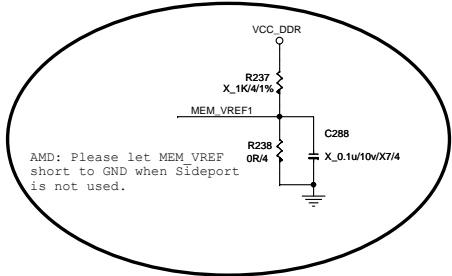 VCC_DDR
R237
X_1K/4/1%
MEM_VREF1
C288
R238
0R/4
X_0.1u/10v/X7/4
AMD: Please let MEM_VREF
short to GND when Sideport
is not used.